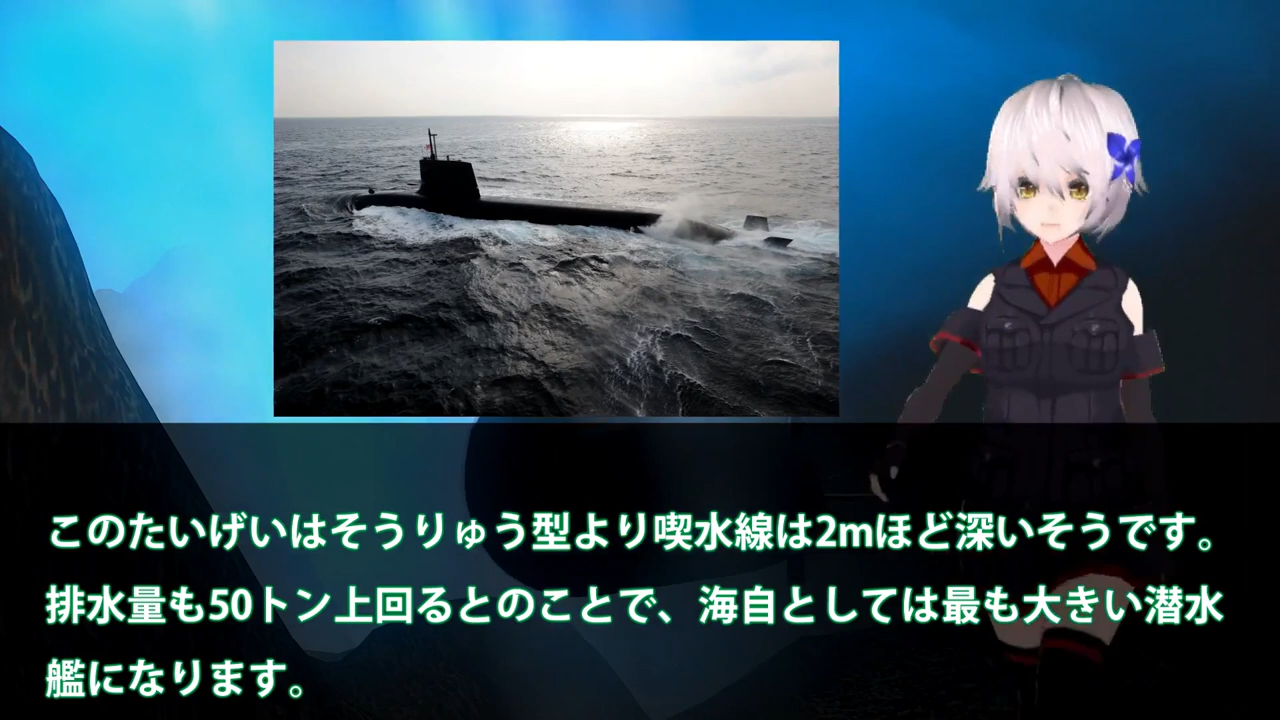 このたいげいはそうりゅう型より喫水線は2mほど深いそうです。
排水量も50トン上回るとのことで、海自としては最も大きい潜水
艦になります。